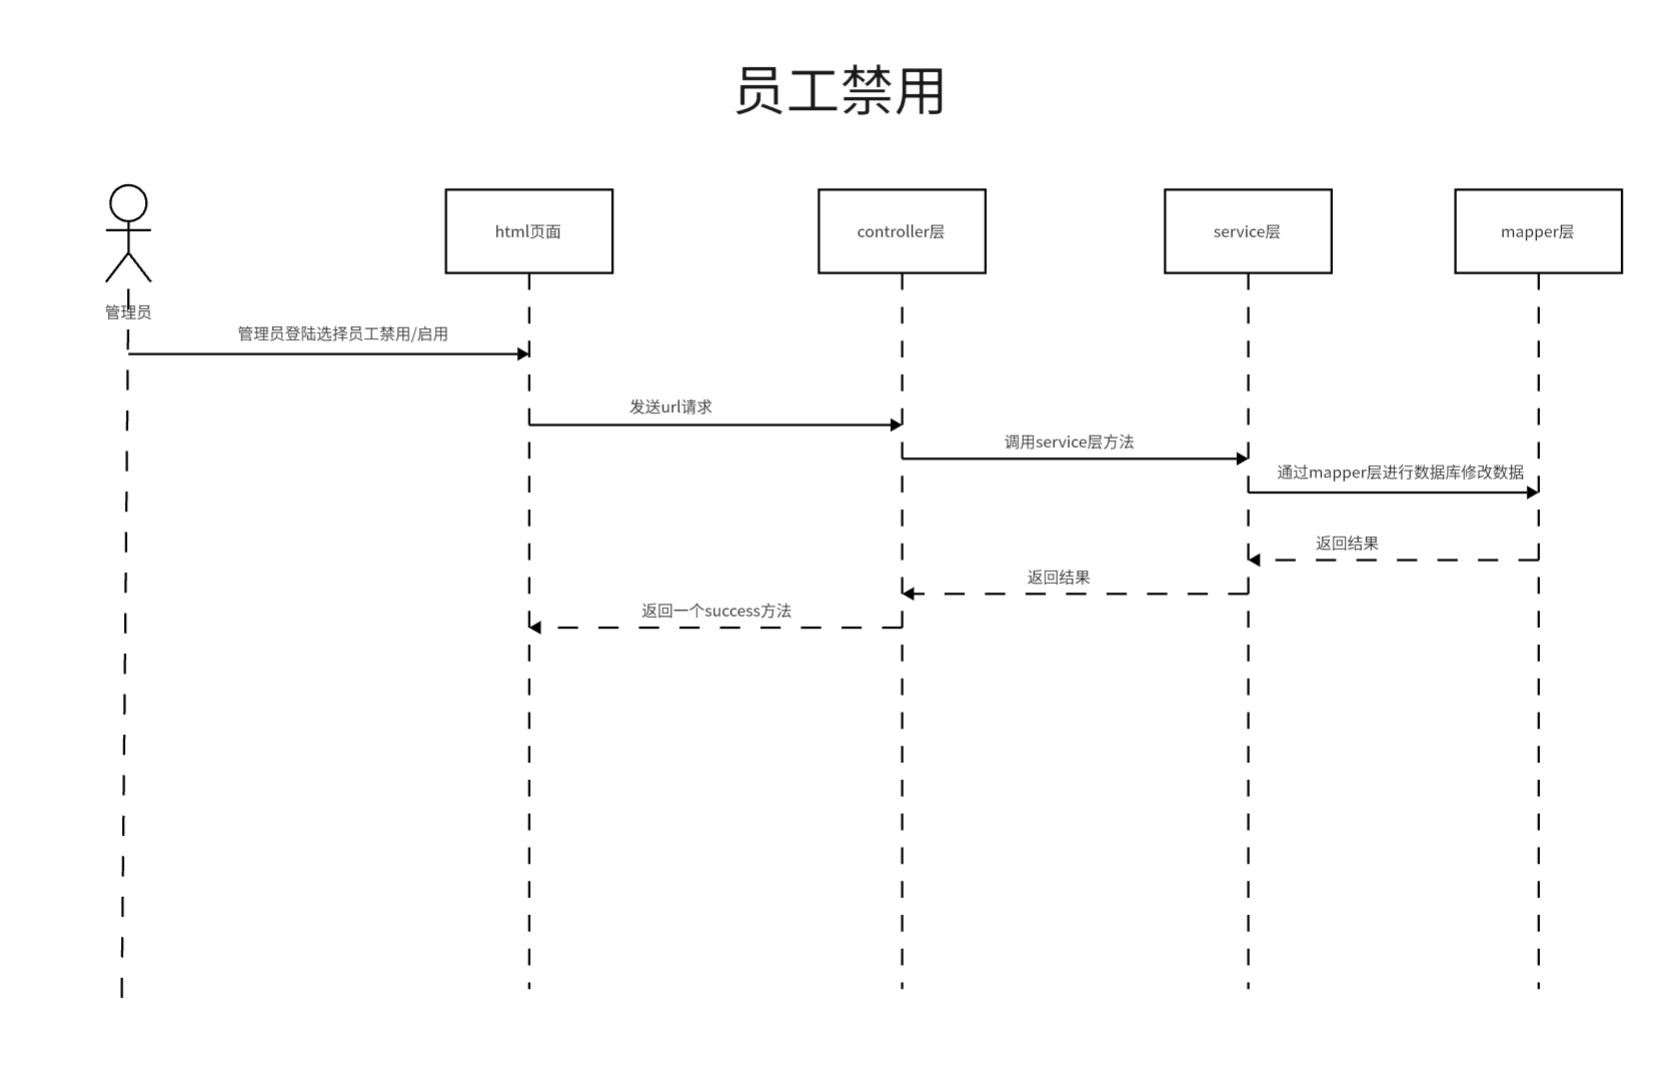 员工禁用
html页面
controller层
service层
mapper层
管理员
管理员登陆选择员工禁用/启用
发送url请求
调用service层方法
通过mapper层进行数据库修改数据
返回结果
返回结果
返回一个success方法